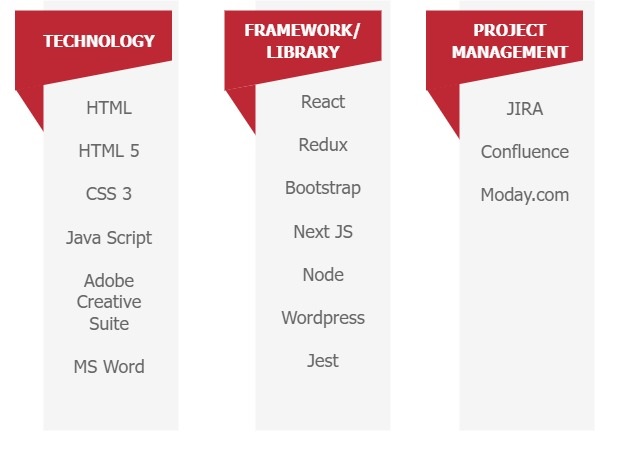 TECHNOLOGY
HTML
HTML 5
CSS 3
Java Script
Adobe
Creative
Suite
MS Word
FRAMEWORK/
LIBRARY
React
Redux
Bootstrap
Next JS
Node
Wordpress
Jest
PROJECT
MANAGEMENT
JIRA
Confluence
Moday.com